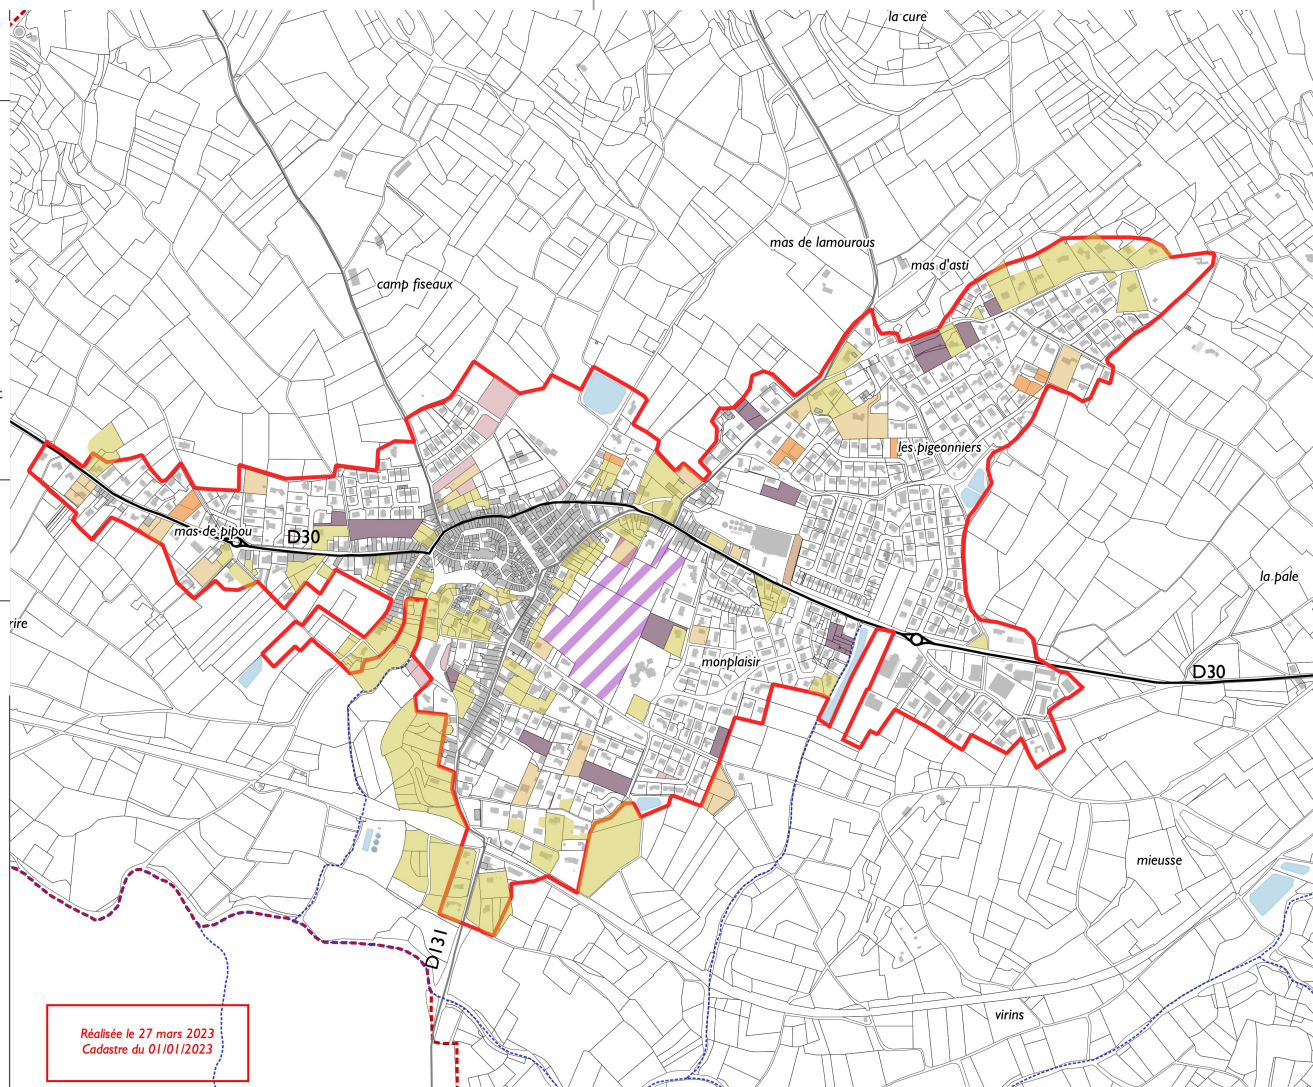 la cure
mas de lamourous
mas d'asti
camp fiseaux
les pigeonniers
mas de pipou
D30
la pale
rire
monplaisir
D30
mieusse
D131
virins
Réalisée le 27 mars 2023
Cadastre du 01/01/2023